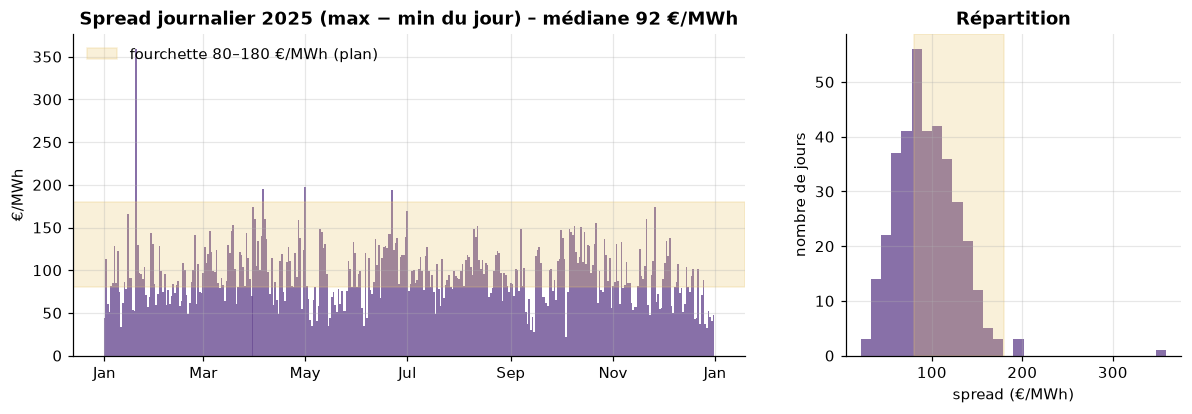 Spread journalier 2025 (max − min du jour) – médiane 92 €/MWh
fourchette 80–180 €/MWh (plan)
€/MWh
350
300
250
200
150
100
50
0
Jan
Mar
May
Jul
Sep
Nov
Jan
Répartition
nombre de jours
50
40
30
20
10
0
100
200
300
spread (€/MWh)